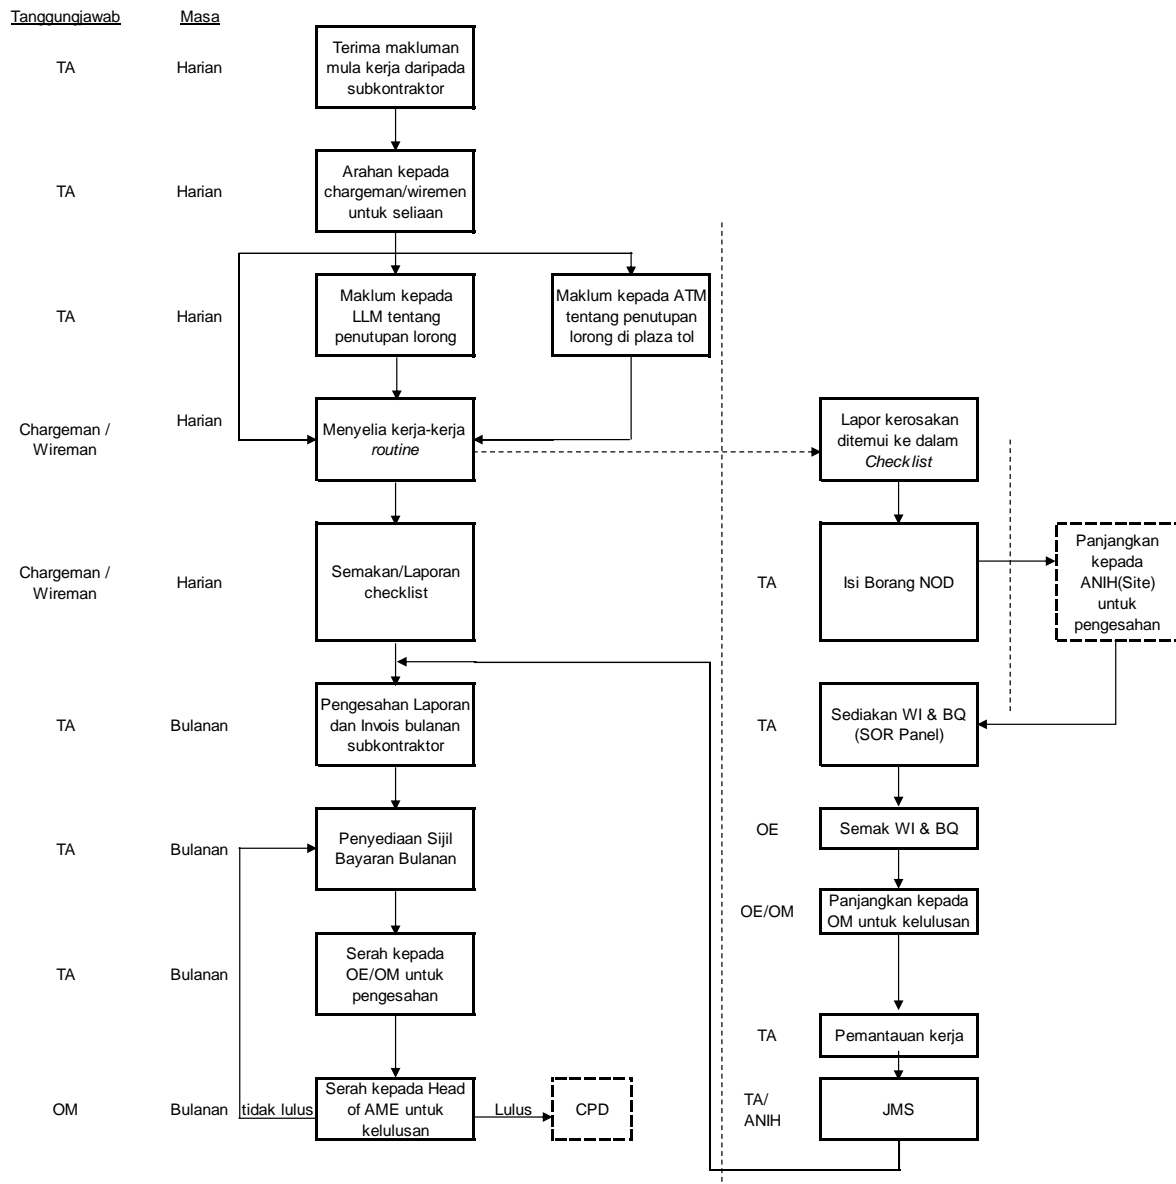 Tanggungjawab
Masa
TA
Harian
Terima makluman
mula kerja daripada
subkontraktor
TA
Harian
Arahan kepada
chargeman/wiremen
untuk seliaan
TA
Harian
Maklum kepada
LLM tentang
penutupan lorong
Maklum kepada ATM
tentang penutupan
lorong di plaza tol
Chargeman /
Wireman
Harian
Menyelia kerja-kerja
routine
Lapor kerosakan
ditemui ke dalam
Checklist
Chargeman /
Wireman
Harian
Semakan/Laporan
checklist
TA
Isi Borang NOD
Panjangkan
kepada
ANIH(Site)
untuk
pengesahan
TA
Bulanan
Pengesahan Laporan
dan Invois bulanan
subkontraktor
TA
Sediakan WI & BQ
(SOR Panel)
TA
Bulanan
Penyediaan Sijil
Bayaran Bulanan
OE
Semak WI & BQ
OE/OM
Panjangkan kepada
OM untuk kelulusan
TA
Bulanan
Serah kepada
OE/OM untuk
pengesahan
TA
Pemantauan kerja
OM
Bulanan
tidak lulus
Serah kepada Head
of AME untuk
kelulusan
Lulus
CPD
TA/
ANIH
JMS